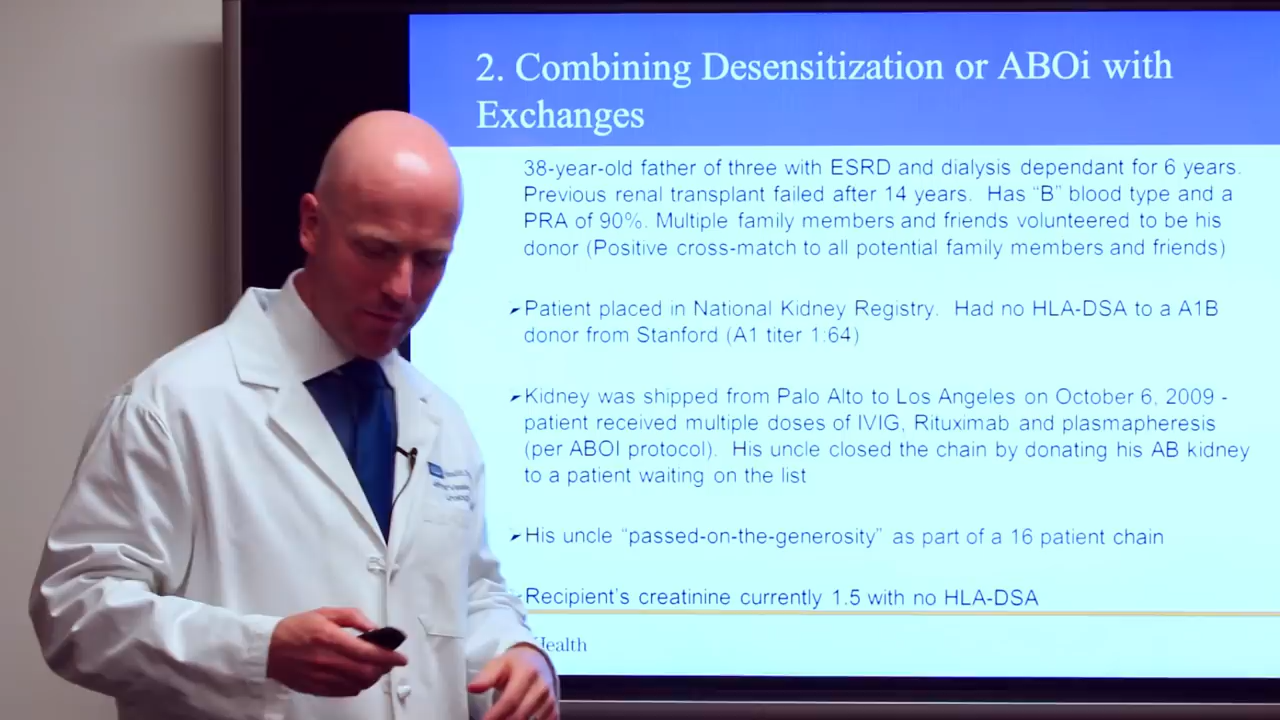 2. Combining Desensitization or ABOi with
Exchanges
38-year-old father of three with ESRD and dialysis dependant for 6 years.
Previous renal transplant failed after 14 years. Has “B” blood type and a
PRA of 90%. Multiple family members and friends volunteered to be his
donor (Positive cross-match to all potential family members and friends)
Patient placed in National Kidney Registry. Had no HLA-DSA to a A1B
donor from Stanford (A1 titer 1:64)
Kidney was shipped from Palo Alto to Los Angeles on October 6, 2009 -
patient received multiple doses of IVIG, Rituximab and plasmapheresis
(per ABOI protocol). His uncle closed the chain by donating his AB kidney
to a patient waiting on the list
His uncle “passed-on-the-generosity” as part of a 16 patient chain
Recipient's creatinine currently 1.5 with no HLA-DSA
Health